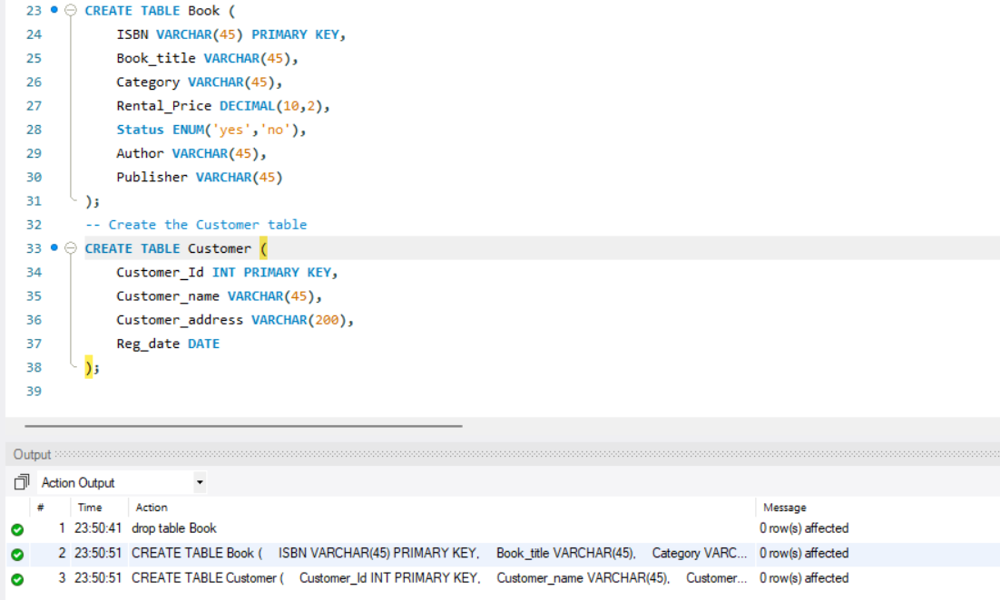 23 CREATE TABLE Book (
24 ISBN VARCHAR(45) PRIMARY KEY,
25 Book_title VARCHAR(45),
26 Category VARCHAR(45),
27 Rental_Price DECIMAL(10,2),
28 Status ENUM('yes','no'),
29 Author VARCHAR(45),
30 Publisher VARCHAR(45)
31 );
32 -- Create the Customer table
33 CREATE TABLE Customer (
34 Customer_Id INT PRIMARY KEY,
35 Customer_name VARCHAR(45),
36 Customer_address VARCHAR(200),
37 Reg_date DATE
38 );
39
Output
Action Output
# Time Action Message
1 23:50:41 drop table Book 0 row(s) affected
2 23:50:51 CREATE TABLE Book ( ISBN VARCHAR(45) PRIMARY KEY, Book_title VARCHAR(45), Category VARC... 0 row(s) affected
3 23:50:51 CREATE TABLE Customer ( Customer_Id INT PRIMARY KEY, Customer_name VARCHAR(45), Customer... 0 row(s) affected